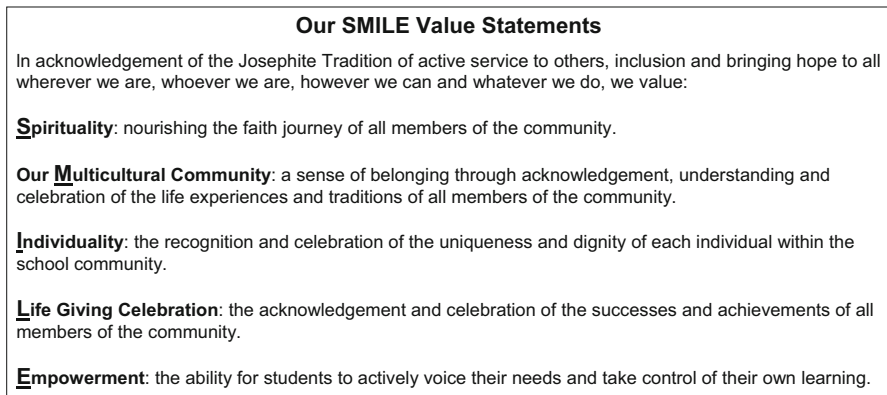 Our SMILE Value Statements
In acknowledgement of the Josephite Tradition of active service to others, inclusion and bringing hope to all
wherever we are, whoever we are, however we can and whatever we do, we value:
Spirituality: nourishing the faith journey of all members of the community.
Our Multicultural Community: a sense of belonging through acknowledgement, understanding and
celebration of the life experiences and traditions of all members of the community.
Individuality: the recognition and celebration of the uniqueness and dignity of each individual within the
school community.
Life Giving Celebration: the acknowledgement and celebration of the successes and achievements of all
members of the community.
Empowerment: the ability for students to actively voice their needs and take control of their own learning.